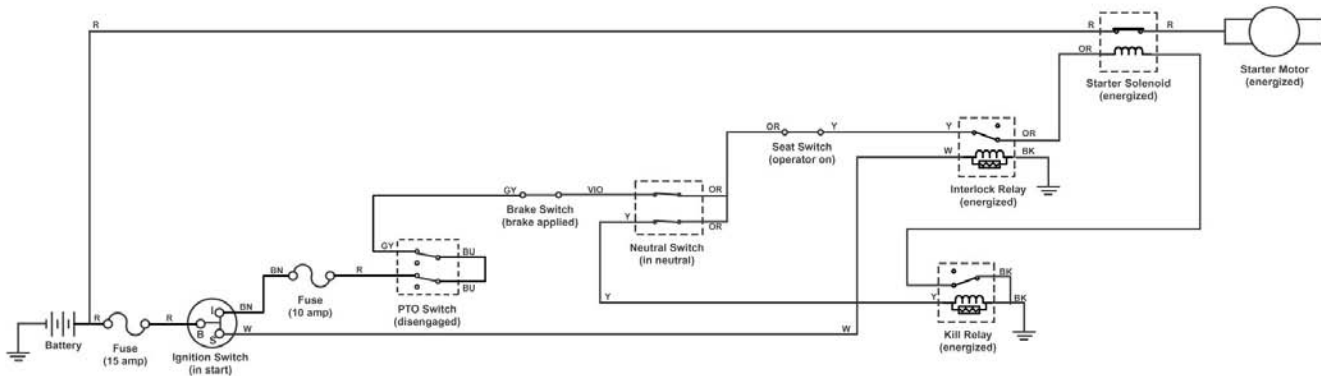 R
R
R
OR
Starter Solenoid
(energized)
Starter Motor
(energized)
OR
Y
Seat Switch
(operator on)
Y
OR
W
BK
Interlock Relay
(energized)
GY
VIO
Brake Switch
(brake applied)
OR
Y
OR
Neutral Switch
(in neutral)
GY
BU
BU
PTO Switch
(disengaged)
BN
R
Fuse
(10 amp)
BK
Y
BK
Kill Relay
(energized)
Y
W
Battery
R
R
Fuse
(15 amp)
I
B
S
BN
W
Ignition Switch
(in start)